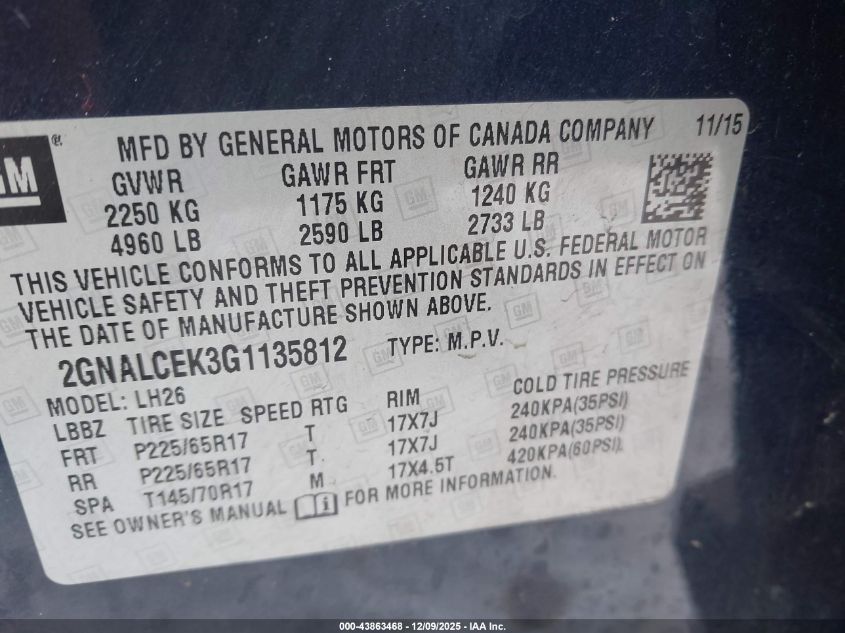 GM ®
MFD BY GENERAL MOTORS OF CANADA COMPANY 11/15
GVWR GAWR FRT GAWR RR
2250 KG 1175 KG 1240 KG
4960 LB 2590 LB 2733 LB
THIS VEHICLE CONFORMS TO ALL APPLICABLE U.S. FEDERAL MOTOR
VEHICLE SAFETY AND THEFT PREVENTION STANDARDS IN EFFECT ON
THE DATE OF MANUFACTURE SHOWN ABOVE.
2GNALCEK3G1135812 TYPE: M.P.V.
MODEL: LH26
LBBZ TIRE SIZE SPEED RTG RIM COLD TIRE PRESSURE
FRT P225/65R17 T 17X7J 240KPA(35PSI)
RR P225/65R17 T 17X7J 240KPA(35PSI)
SPA T145/70R17 M 17X4.5T 420KPA(60PSI)
SEE OWNER'S MANUAL i FOR MORE INFORMATION.
000-43863468 - 12/09/2025 - IAA Inc.